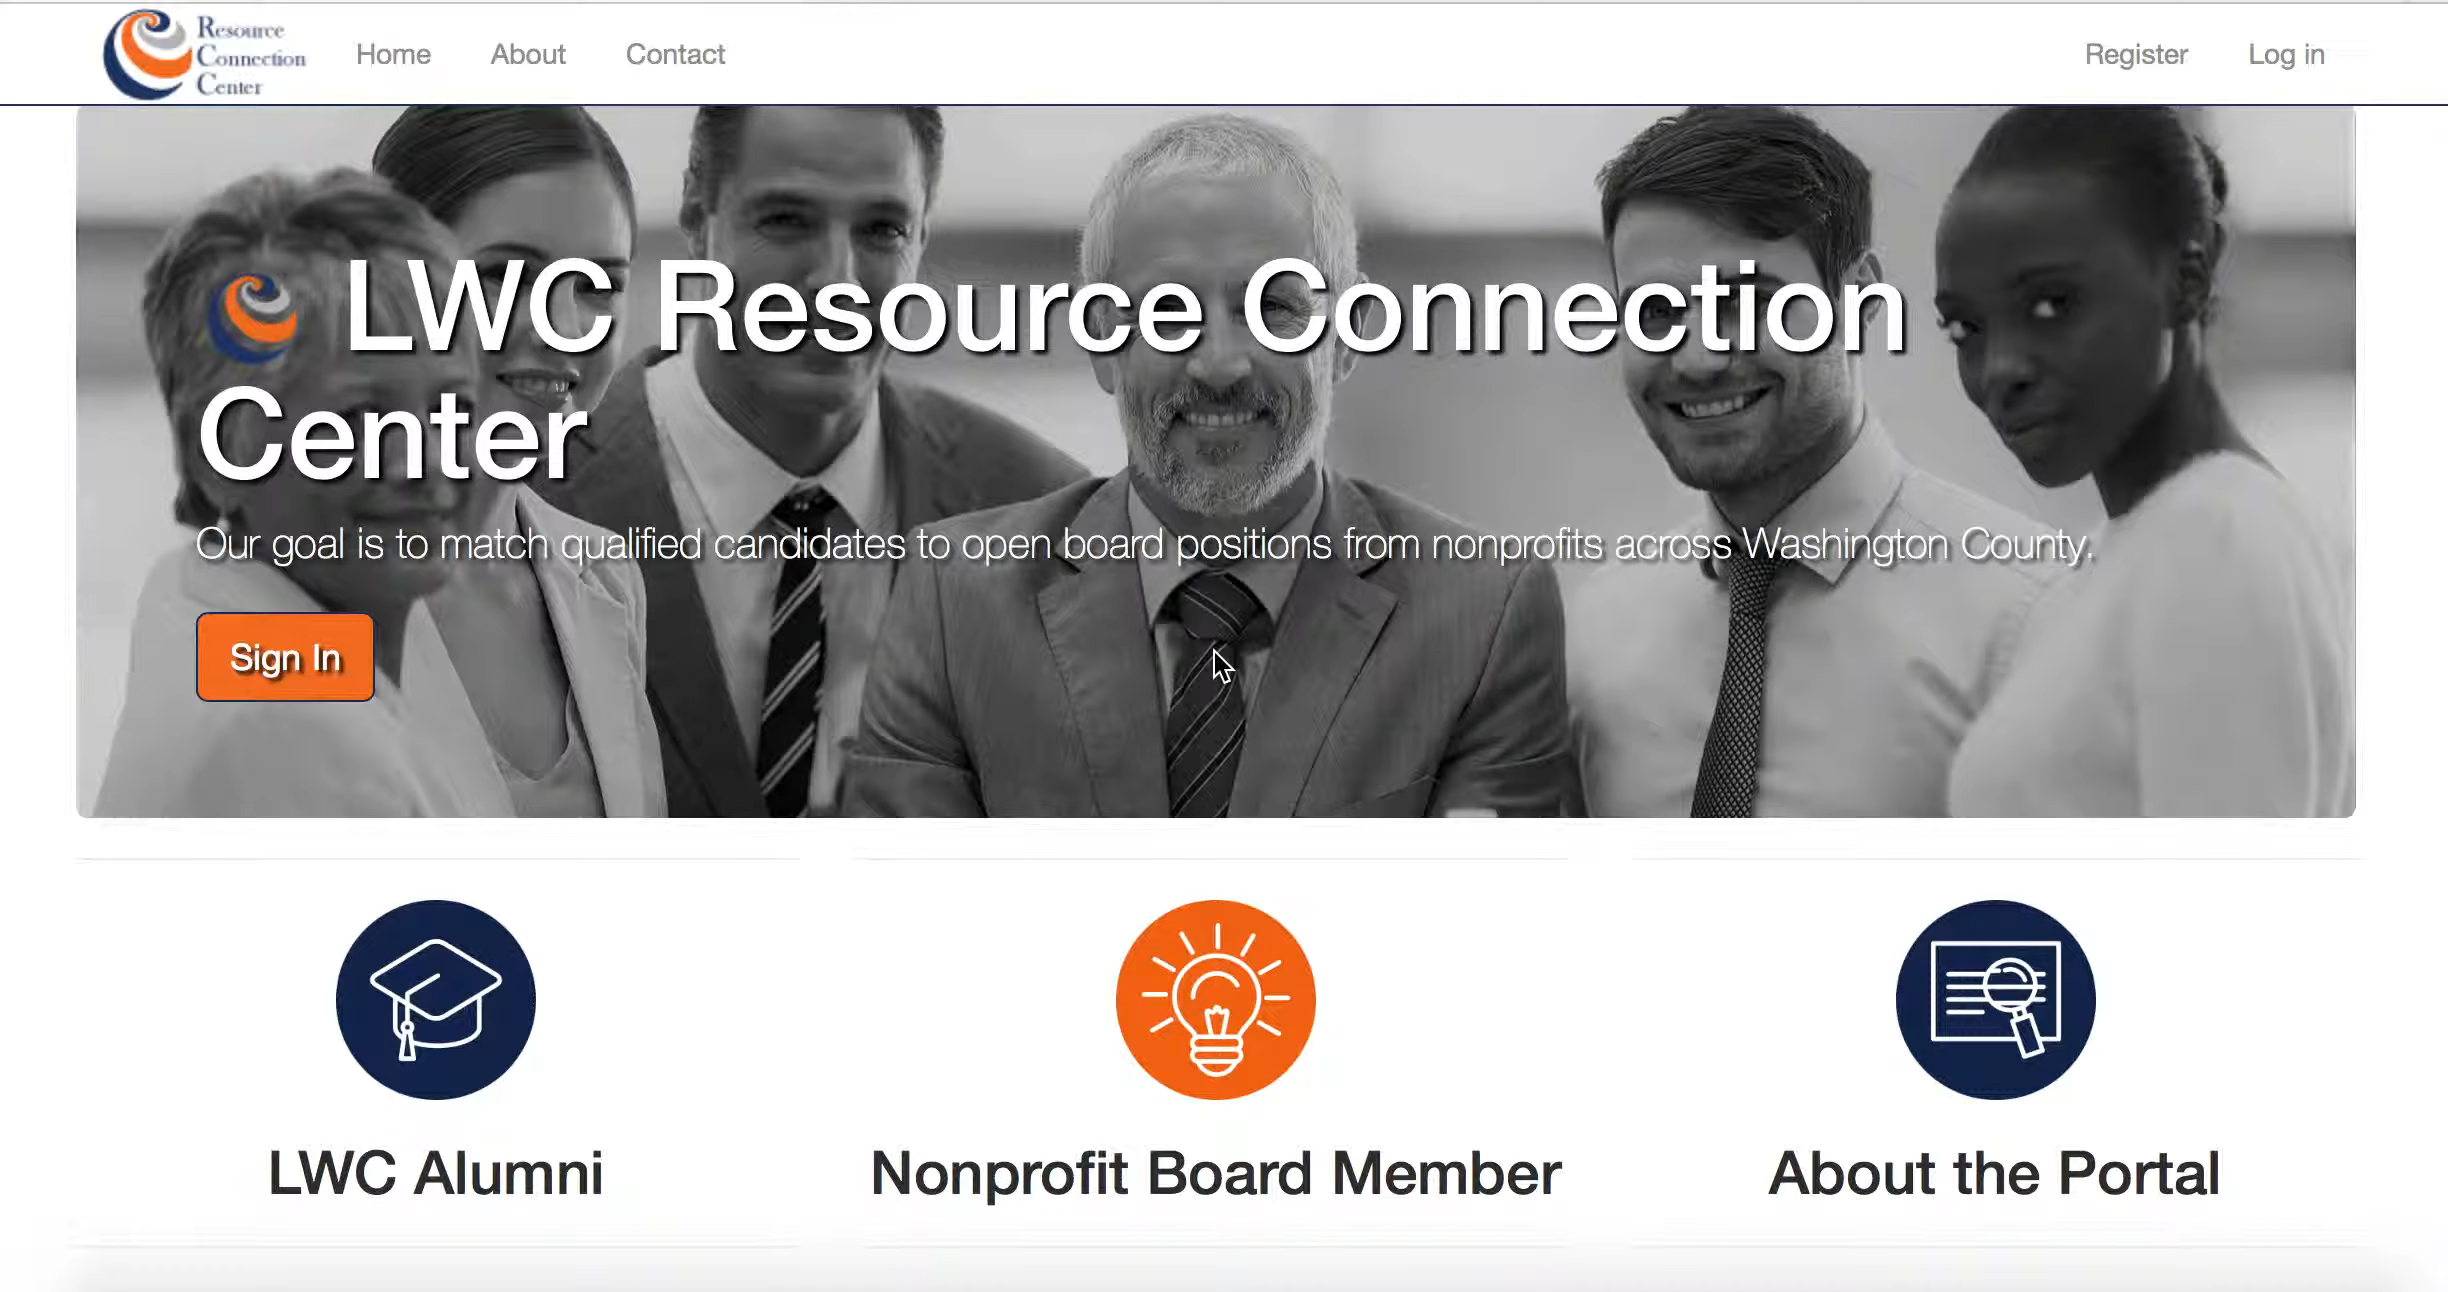 Resource
Connection
Center
Home
About
Contact
Register
Log in
LWC Resource Connection
Center
Our goal is to match qualified candidates to open board positions from nonprofits across Washington County.
Sign In
LWC Alumni
Nonprofit Board Member
About the Portal